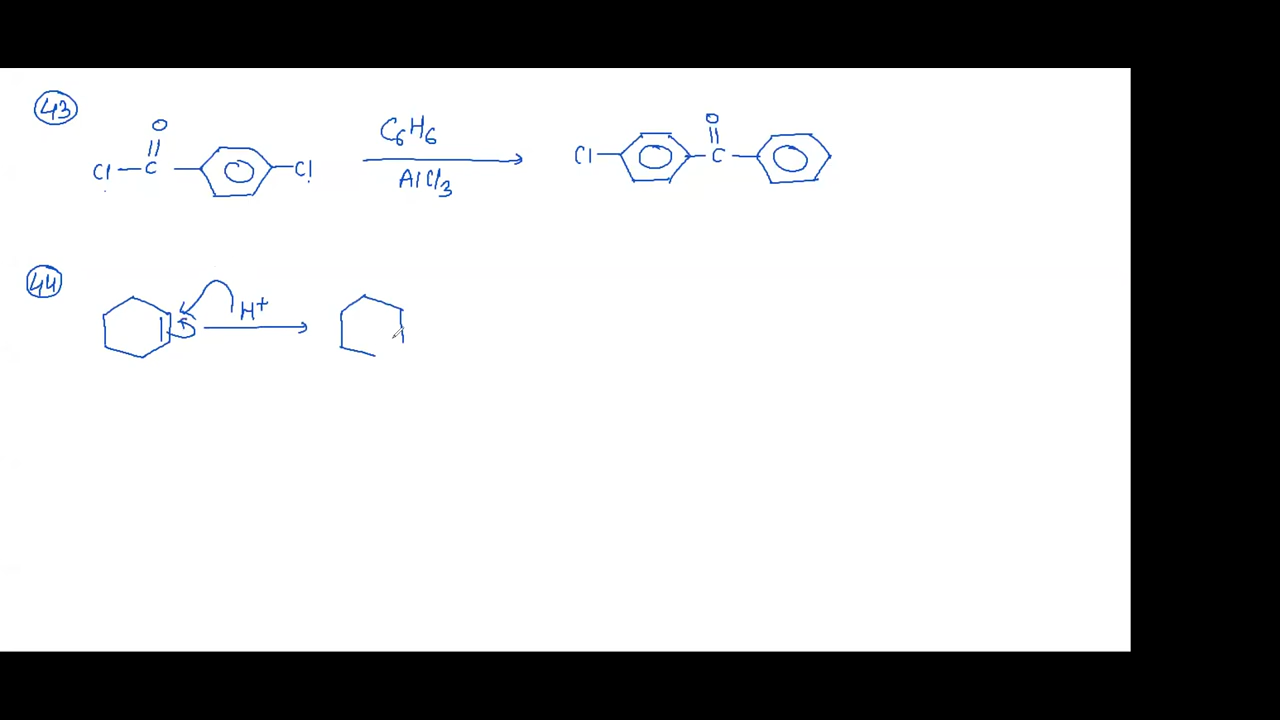 43
O
||
Cl – C – – Cl
C6H6
AlCl3
O
||
Cl – – C –
44
H+